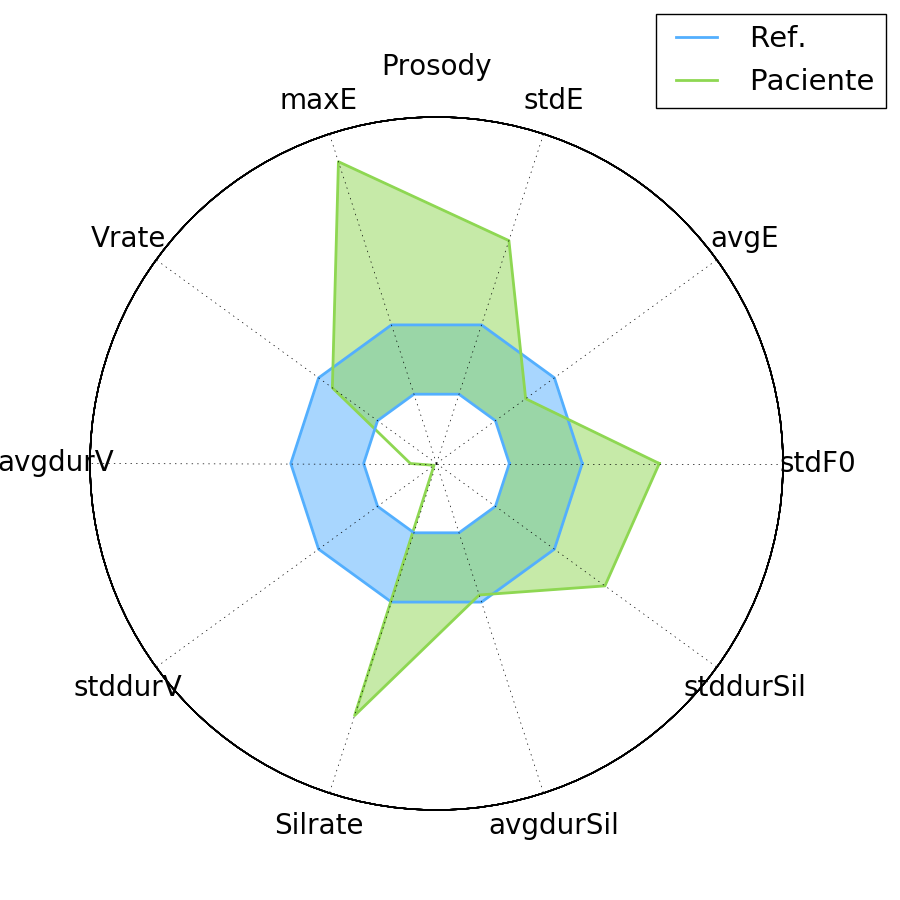 Ref.
Paciente
Prosody
maxE
stdE
Vrate
avgE
avgdurV
stdF0
stddurV
stddurSil
Silrate
avgdurSil